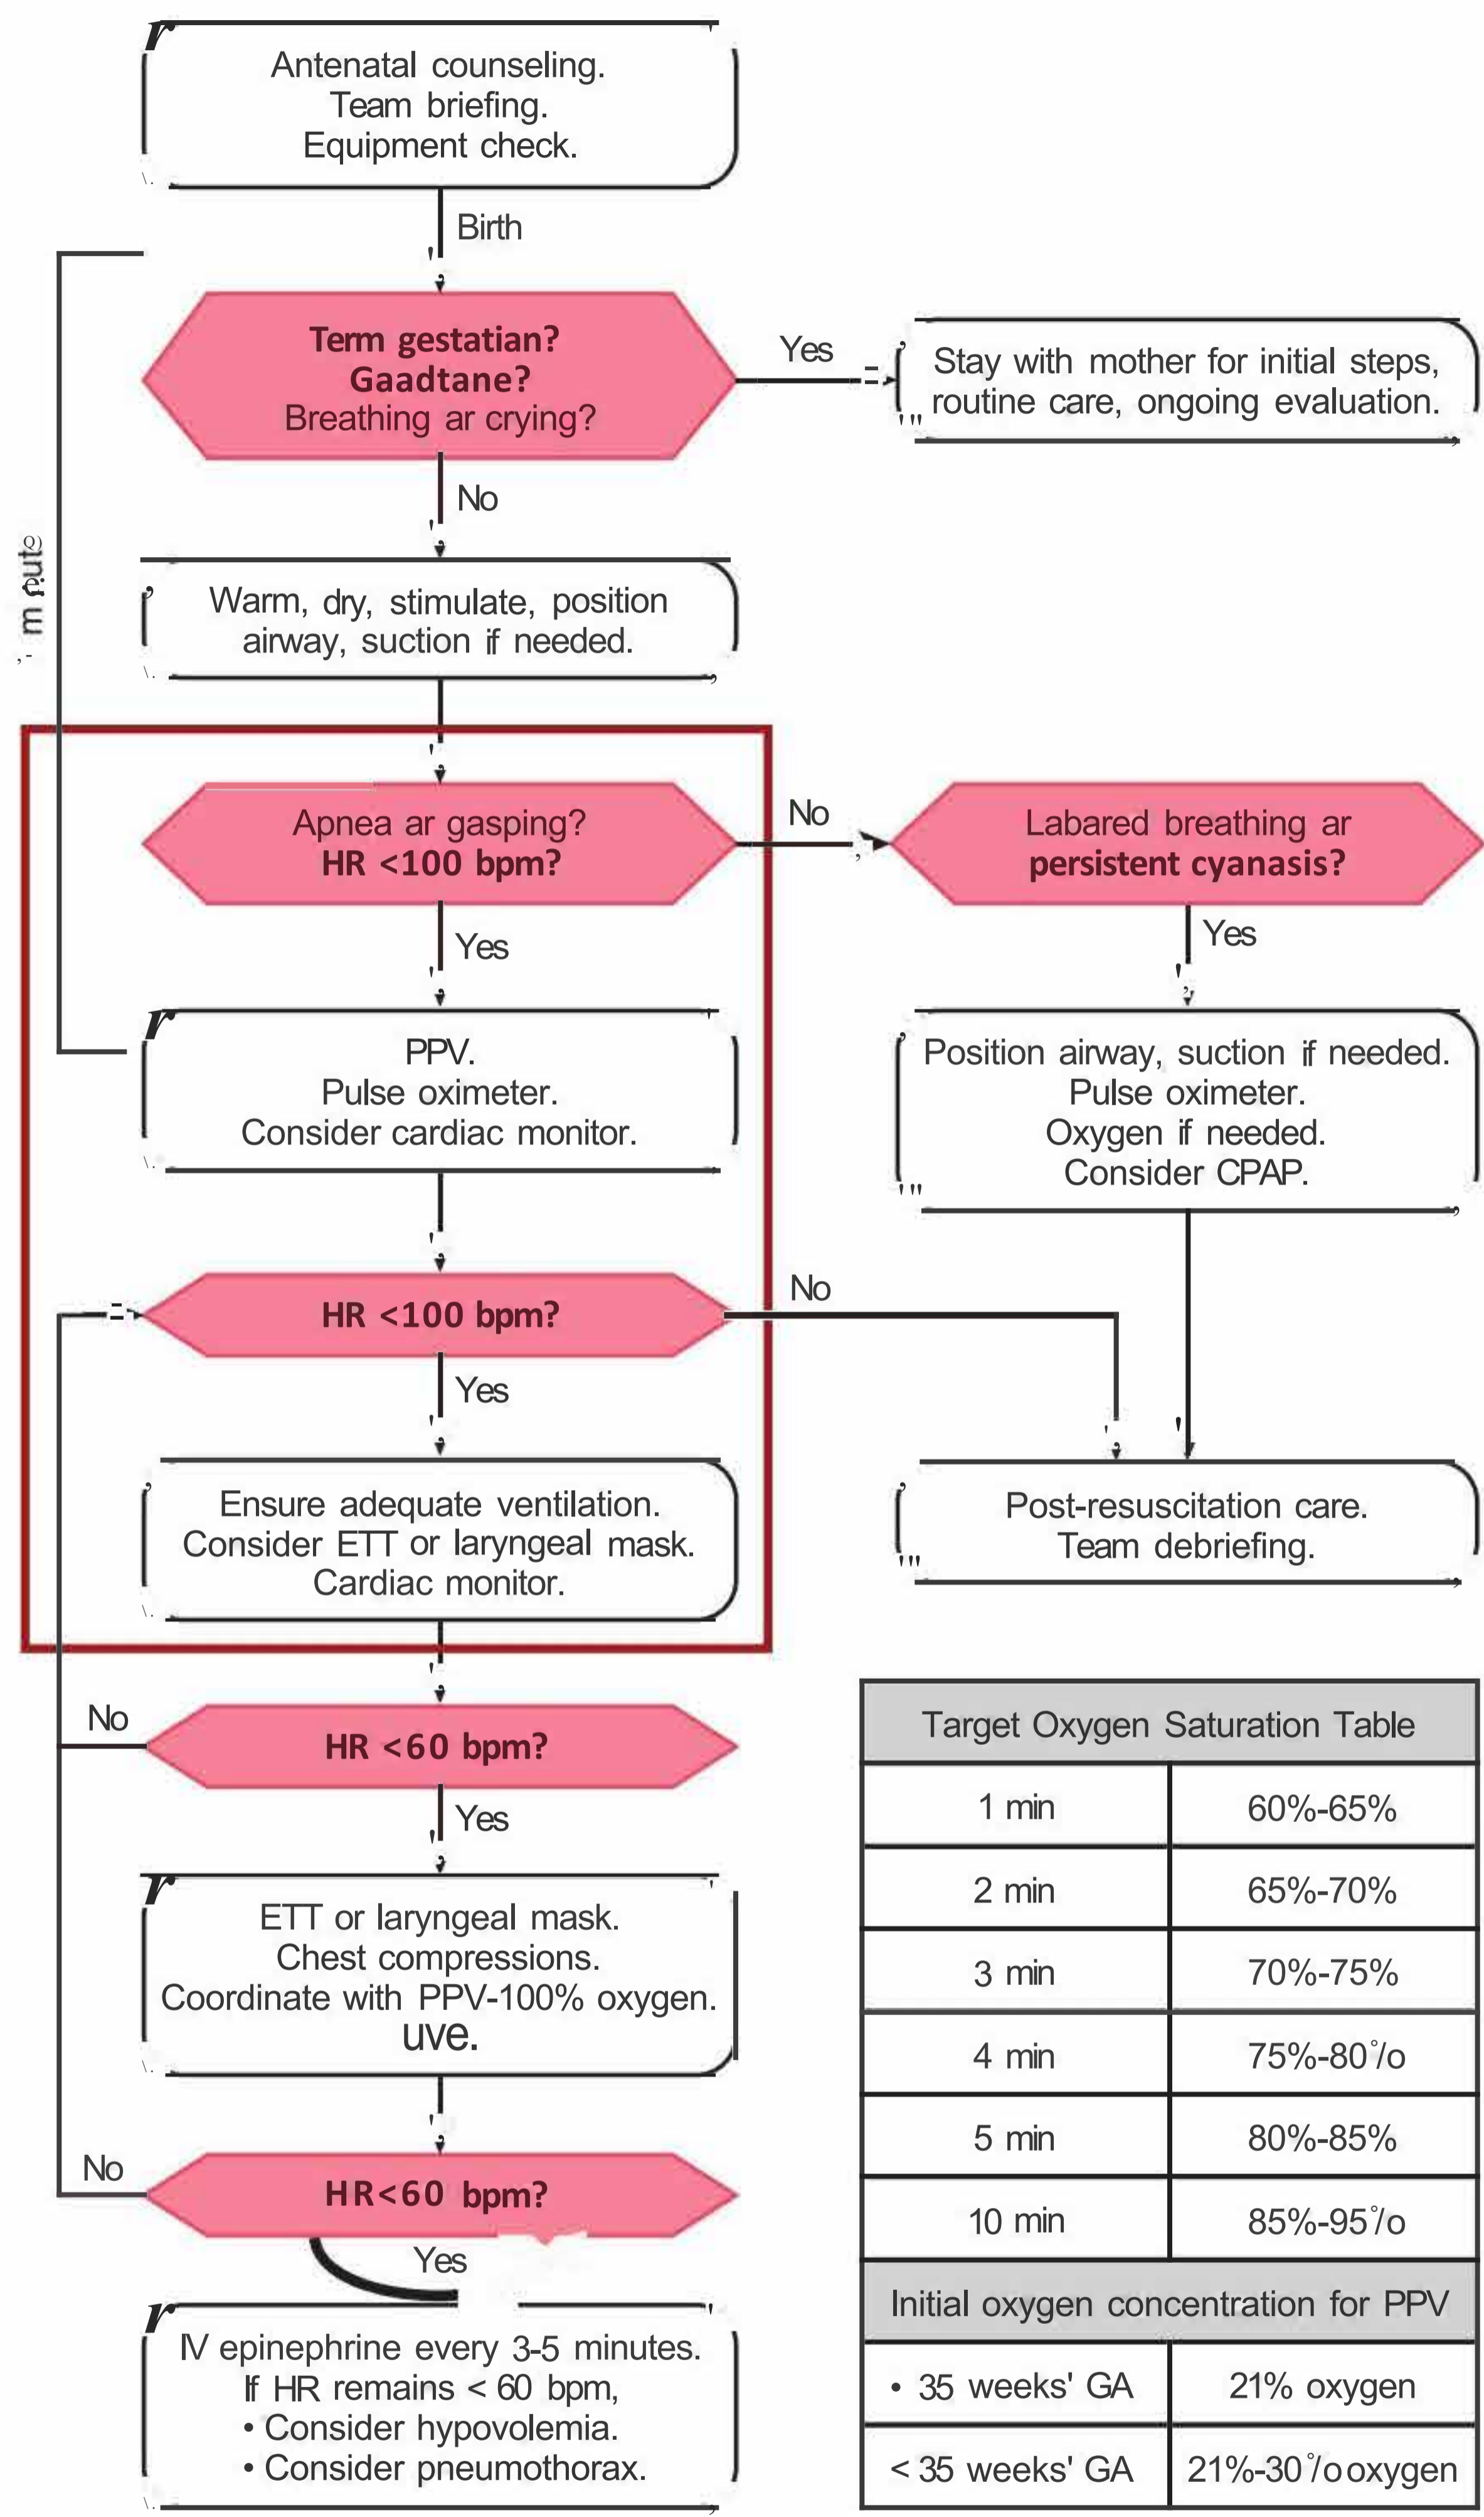 Antenatal counseling.
Team briefing.
Equipment check.
Birth
Term gestatian?
Gaadtane?
Breathing ar crying?
Yes
Stay with mother for initial steps,
routine care, ongoing evaluation.
No
Warm, dry, stimulate, position
airway, suction if needed.
Apnea ar gasping?
HR <100 bpm?
No
Labared breathing ar
persistent cyanasis?
Yes
Yes
PPV.
Pulse oximeter.
Consider cardiac monitor.
Position airway, suction if needed.
Pulse oximeter.
Oxygen if needed.
Consider CPAP.
HR <100 bpm?
No
Yes
Ensure adequate ventilation.
Consider ETT or laryngeal mask.
Cardiac monitor.
Post-resuscitation care.
Team debriefing.
HR <60 bpm?
No
Yes
ETT or laryngeal mask.
Chest compressions.
Coordinate with PPV-100% oxygen.
uve.
HR<60 bpm?
No
Yes
IV epinephrine every 3-5 minutes.
If HR remains < 60 bpm,
• Consider hypovolemia.
• Consider pneumothorax.
Target Oxygen Saturation Table
1 min 60%-65%
2 min 65%-70%
3 min 70%-75%
4 min 75%-80°/o
5 min 80%-85%
10 min 85%-95°/o
Initial oxygen concentration for PPV
• 35 weeks' GA 21% oxygen
< 35 weeks' GA 21%-30°/o oxygen